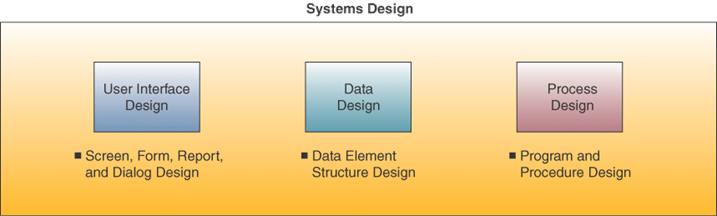 Systems Design
User Interface
Design
Data
Design
Process
Design
■ Screen, Form, Report,
and Dialog Design
■ Data Element
Structure Design
■ Program and
Procedure Design